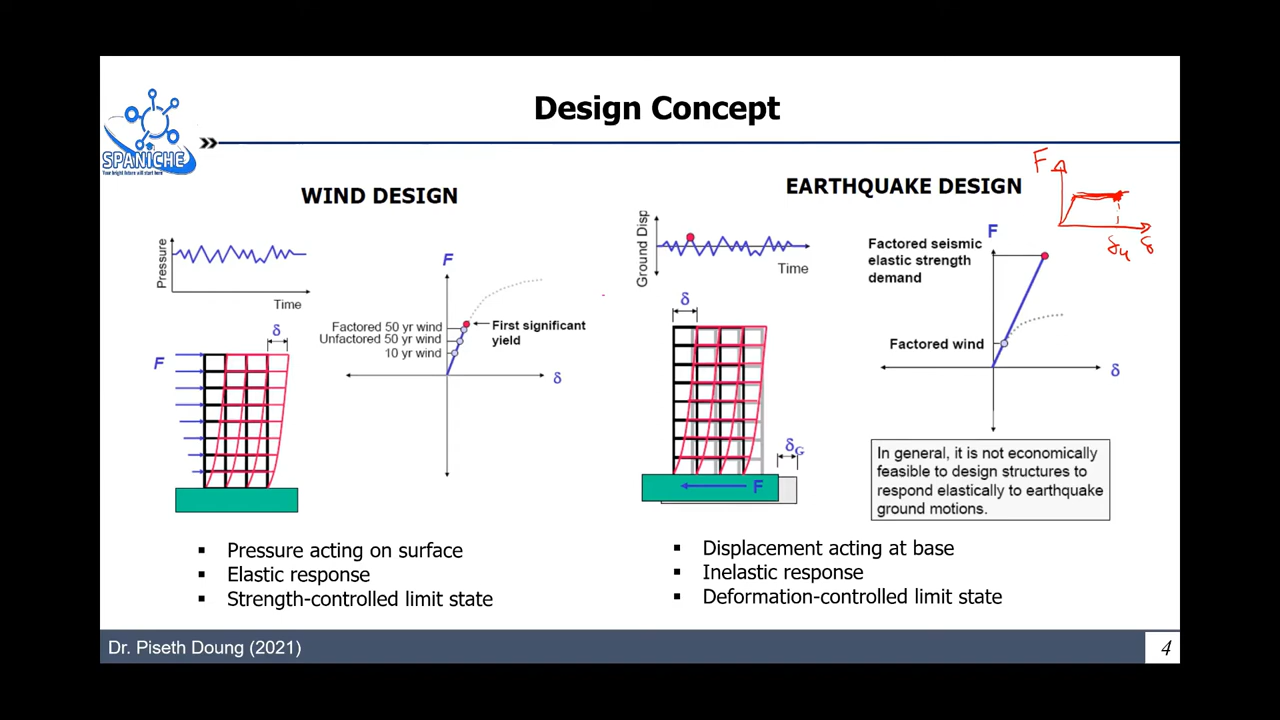 Design Concept
SPANICHE
Your bright future will start here
WIND DESIGN
Pressure
Time
F
δ
F
Factored 50 yr wind
Unfactored 50 yr wind
10 yr wind
First significant
yield
δ
Pressure acting on surface
Elastic response
Strength-controlled limit state
EARTHQUAKE DESIGN
F
δu
δ
Ground Disp
Time
δ
δG
F
F
Factored seismic
elastic strength
demand
Factored wind
δ
In general, it is not economically
feasible to design structures to
respond elastically to earthquake
ground motions.
Displacement acting at base
Inelastic response
Deformation-controlled limit state
Dr. Piseth Doung (2021)
4